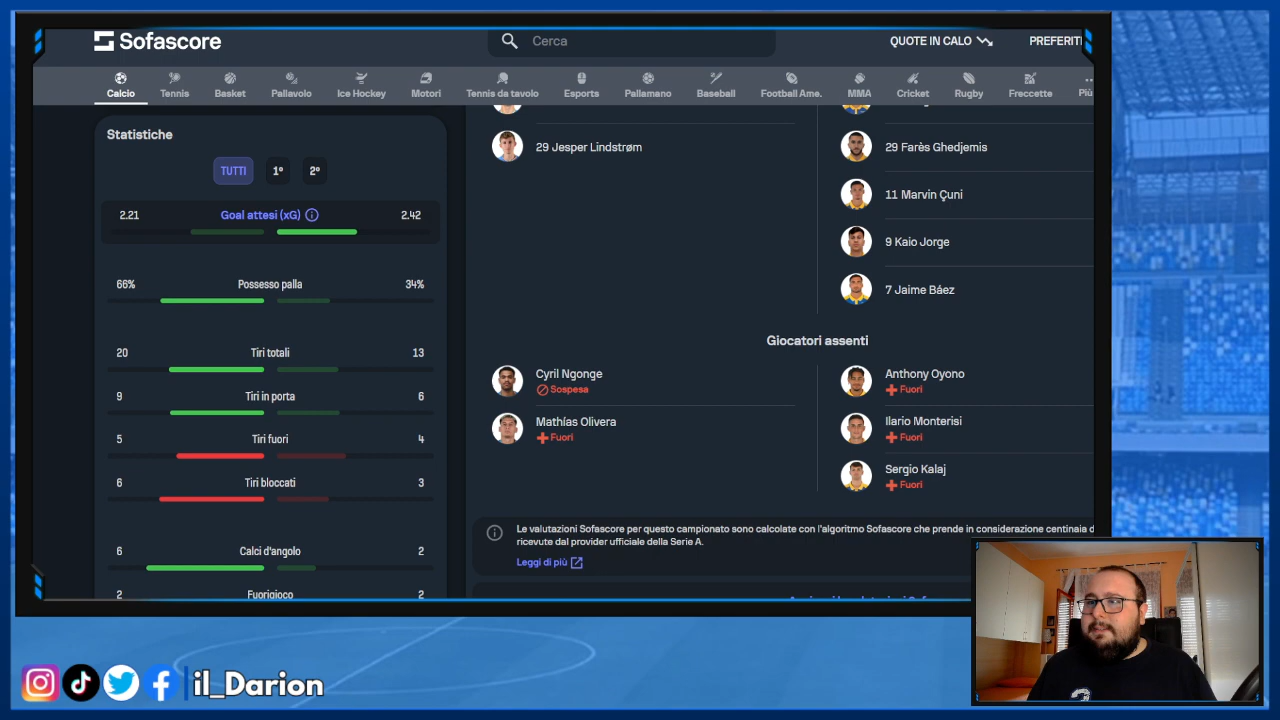 Sofascore
Cerca
QUOTE IN CALO
PREFERITI
Calcio
Tennis
Basket
Pallavolo
Ice Hockey
Motori
Tennis da tavolo
Esports
Pallamano
Baseball
Football Ame.
MMA
Cricket
Rugby
Freccette
Più
Statistiche
TUTTI 1° 2°
2.21 Goal attesi (xG) 2.42
66% Possesso palla 34%
20 Tiri totali 13
9 Tiri in porta 6
5 Tiri fuori 4
6 Tiri bloccati 3
6 Calci d'angolo 2
2 Fuorigioco 2
29 Jesper Lindstrøm
29 Farès Ghedjemis
11 Marvin Çuni
9 Kaio Jorge
7 Jaime Báez
Giocatori assenti
Cyril Ngonge
Sospesa
Mathías Olivera
Fuori
Anthony Oyono
Fuori
Ilario Monterisi
Fuori
Sergio Kalaj
Fuori
Le valutazioni Sofascore per questo campionato sono calcolate con l'algoritmo Sofascore che prende in considerazione centinaia d
ricevute dal provider ufficiale della Serie A.
Leggi di più
il_Darion